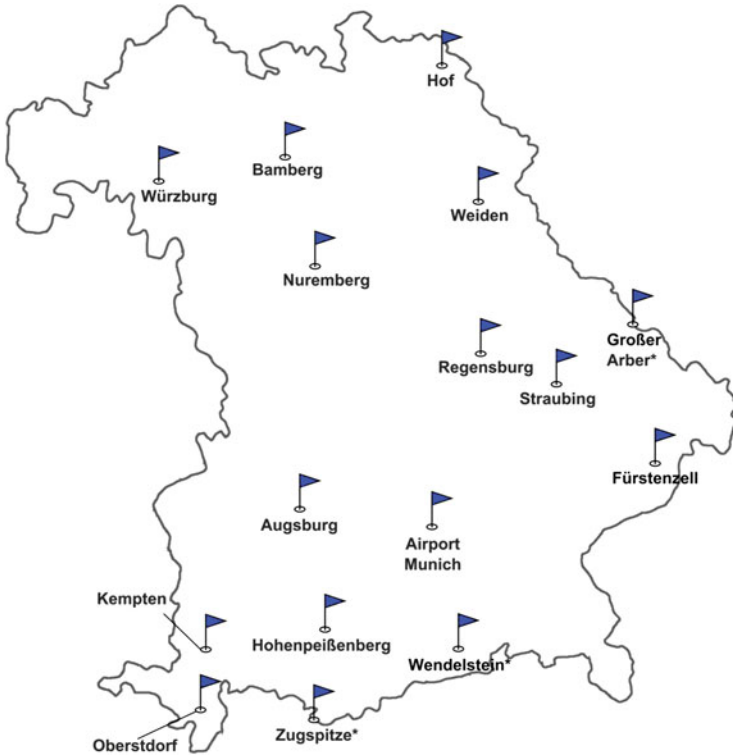 Hof
Bamberg
Würzburg
Weiden
Nuremberg
Großer
Arber*
Regensburg
Straubing
Fürstenzell
Augsburg
Airport
Munich
Kempten
Hohenpeißenberg
Wendelstein*
Oberstdorf
Zugspitze*